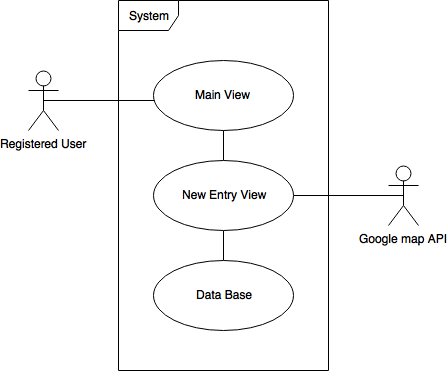 System
Main View
Registered User
New Entry View
Google map API
Data Base